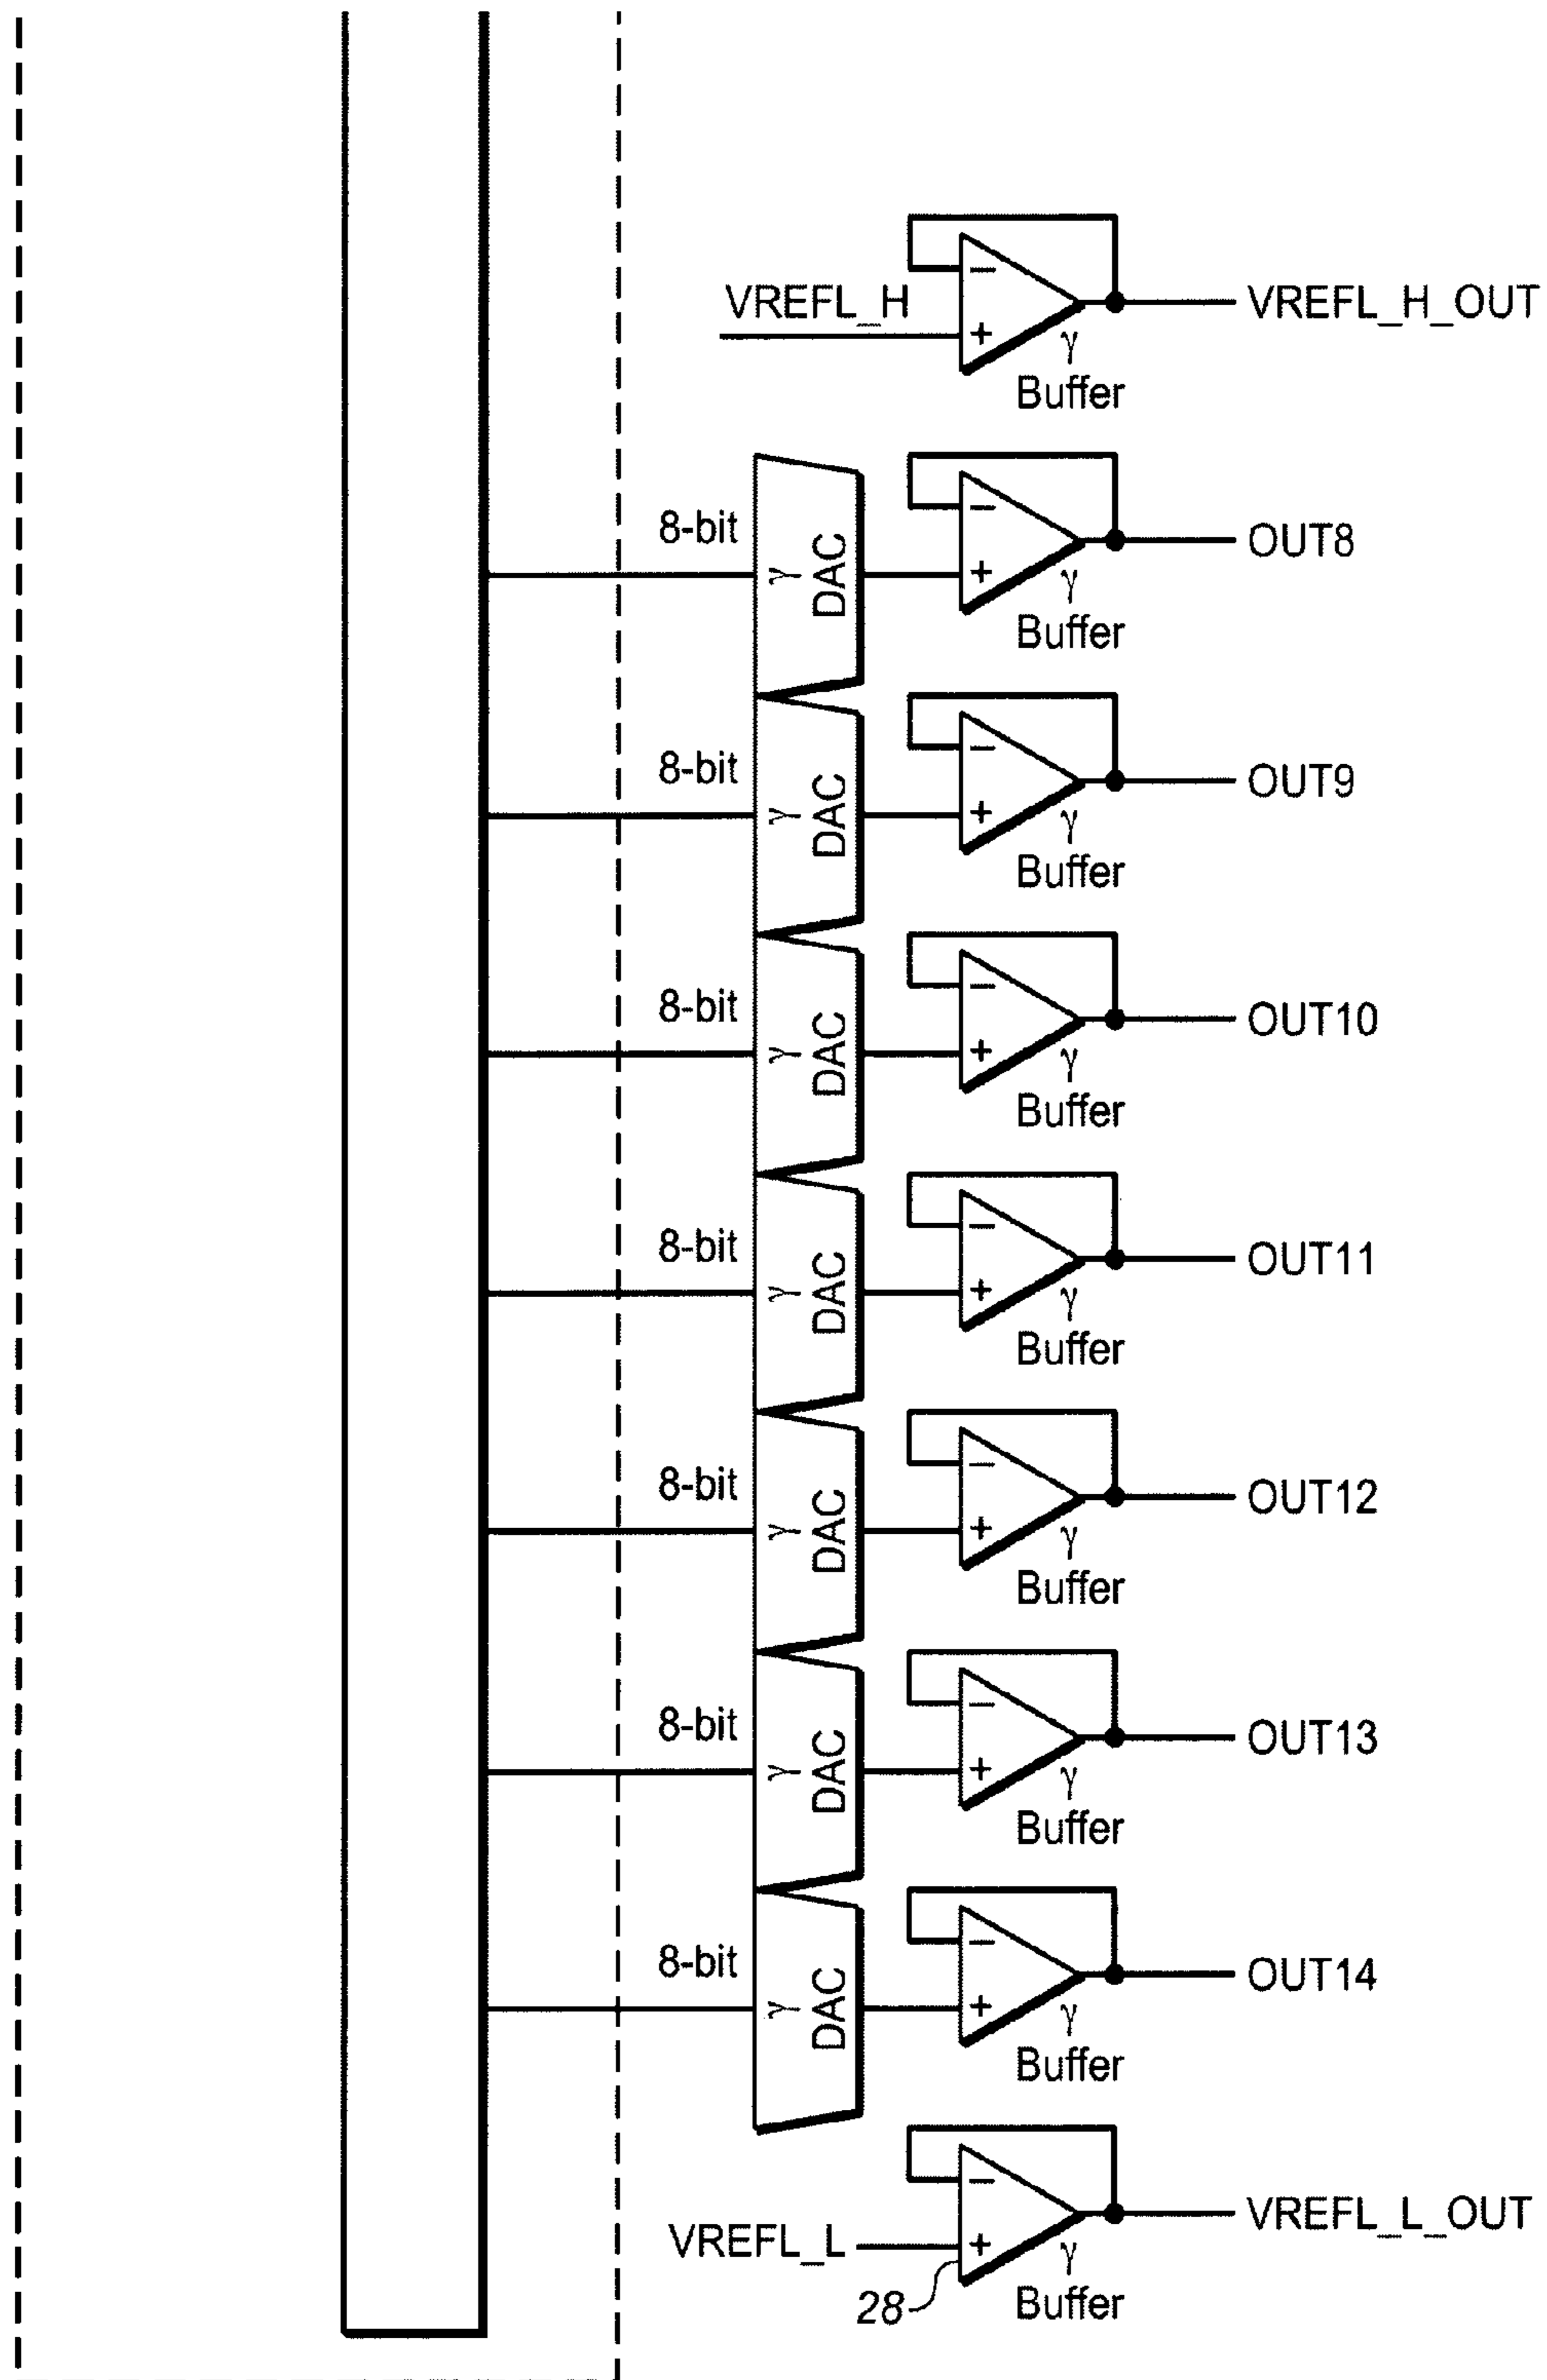 VREFL_H
−
+
γ
Buffer
VREFL_H_OUT
8-bit
γ
DAC
−
+
γ
Buffer
OUT8
8-bit
γ
DAC
−
+
γ
Buffer
OUT9
8-bit
γ
DAC
−
+
γ
Buffer
OUT10
8-bit
γ
DAC
−
+
γ
Buffer
OUT11
8-bit
γ
DAC
−
+
γ
Buffer
OUT12
8-bit
γ
DAC
−
+
γ
Buffer
OUT13
8-bit
γ
DAC
−
+
γ
Buffer
OUT14
VREFL_L
−
+
28
γ
Buffer
VREFL_L_OUT